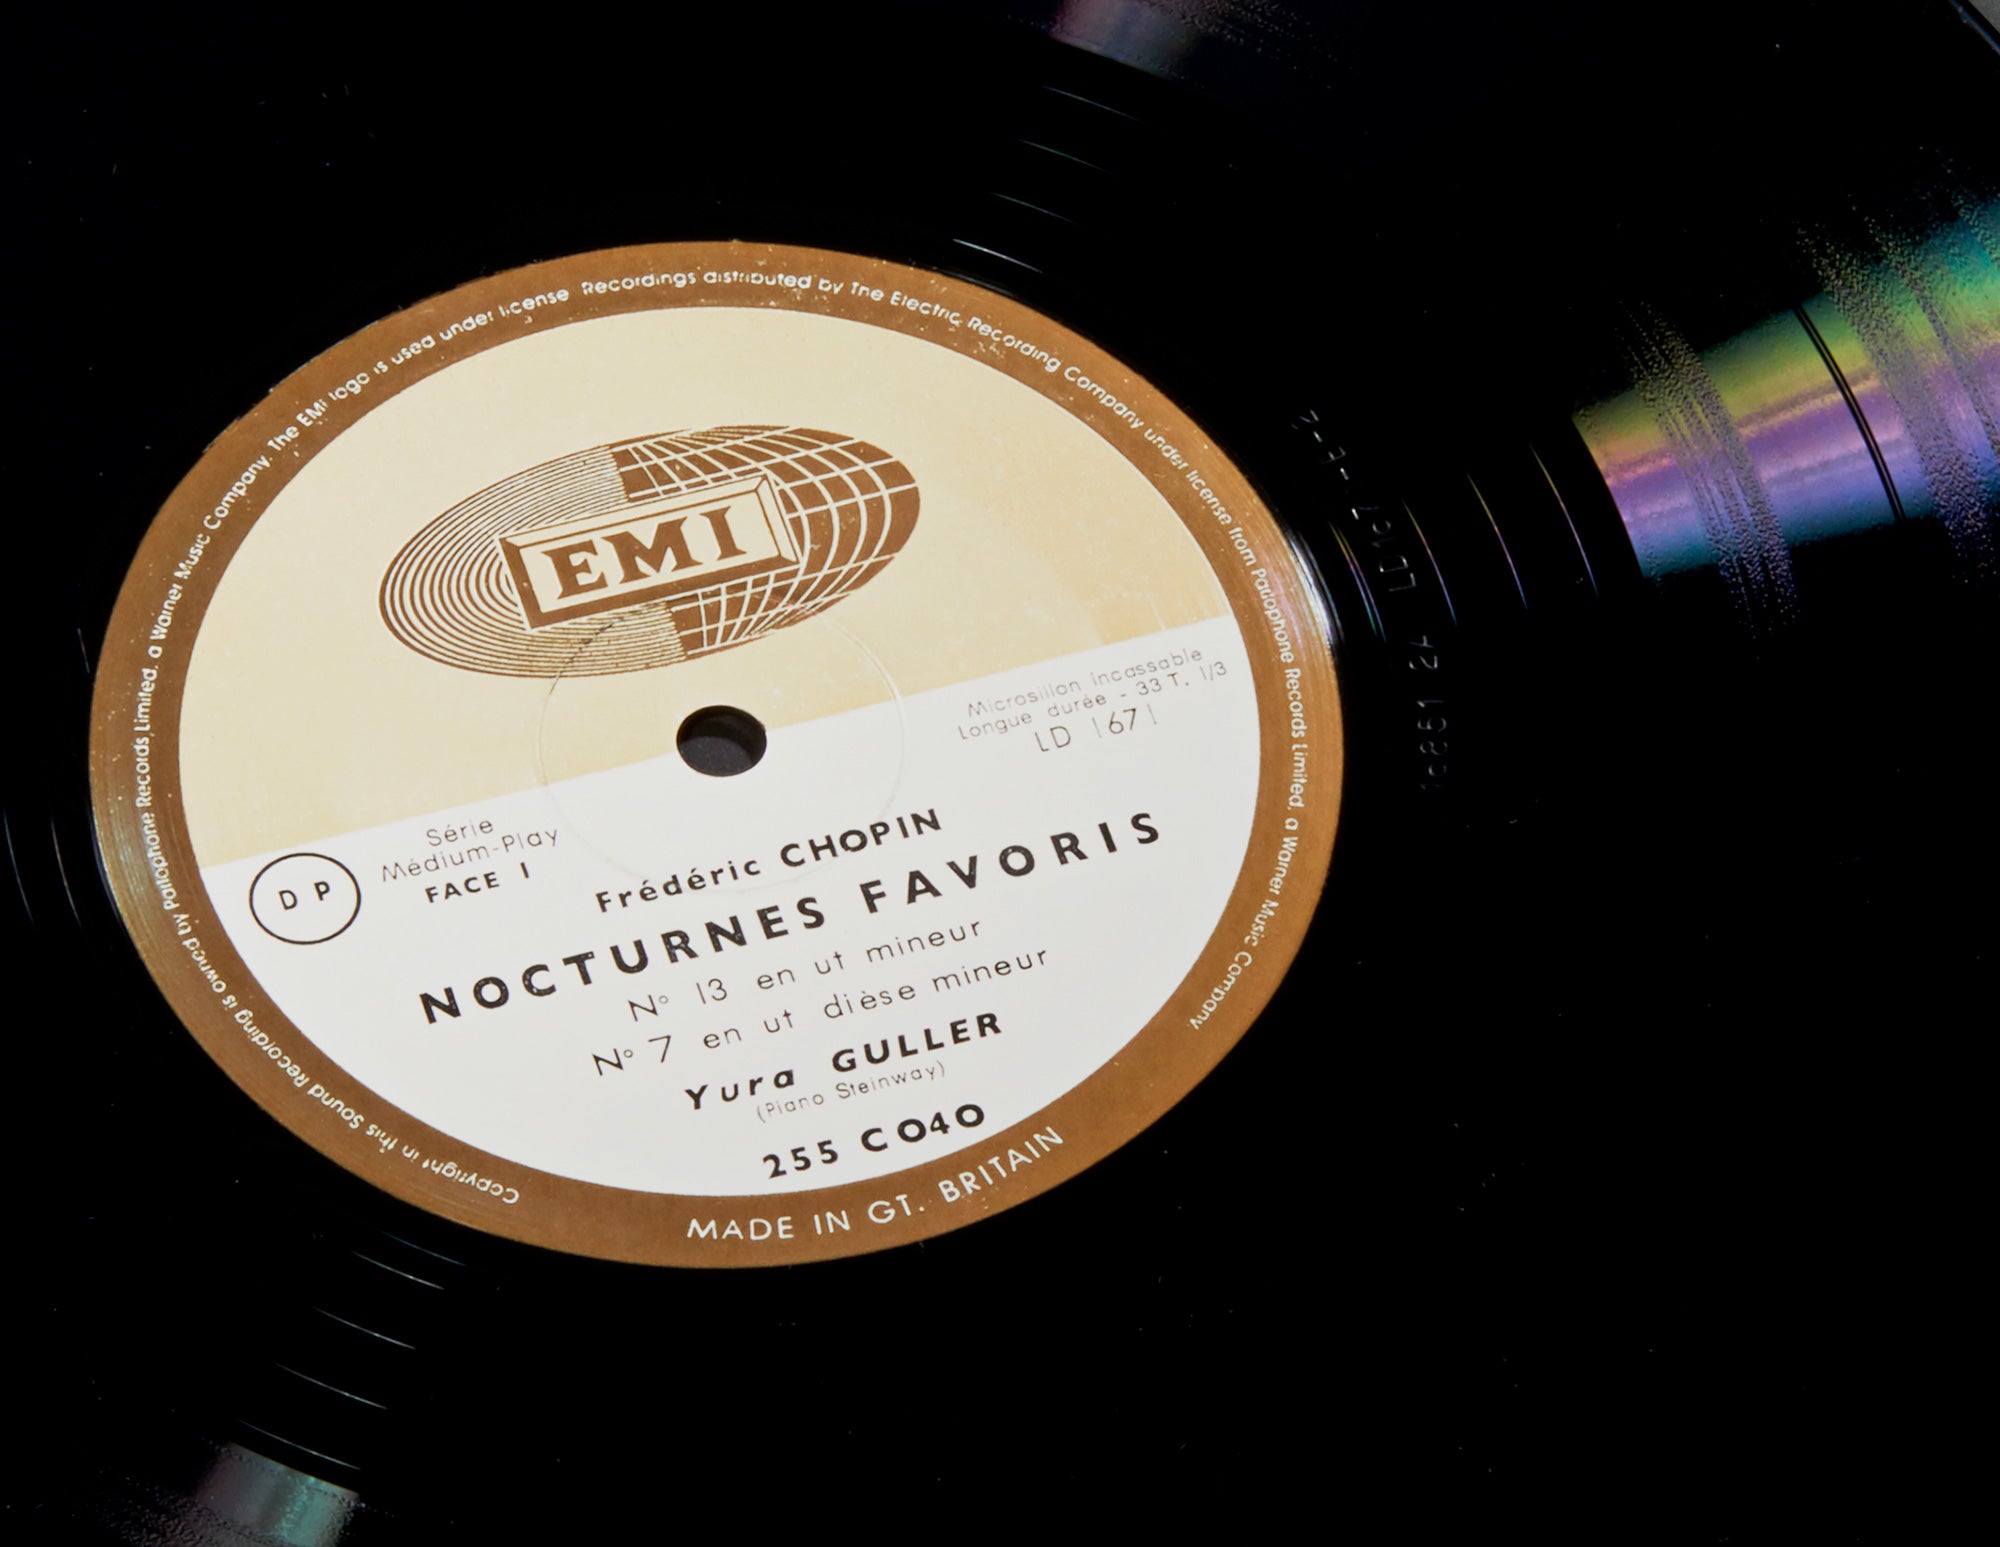 Copyright in this Sound Recording is owned by Parlophone Records Limited, a Warner Music Company. The EMI logo is used under license Recordings distributed by The Electric Recording Company under license from Parlophone Records Limited, a Warner Music Company.
EMI
Microsillon incassable
Longue durée - 33 T. 1/3
LD 1671
Série
Médium-Play
FACE 1
D P
Frédéric CHOPIN
NOCTURNES FAVORIS
N° 13 en ut mineur
N° 7 en ut dièse mineur
Yura GULLER
(Piano Steinway)
255 C 040
MADE IN GT. BRITAIN